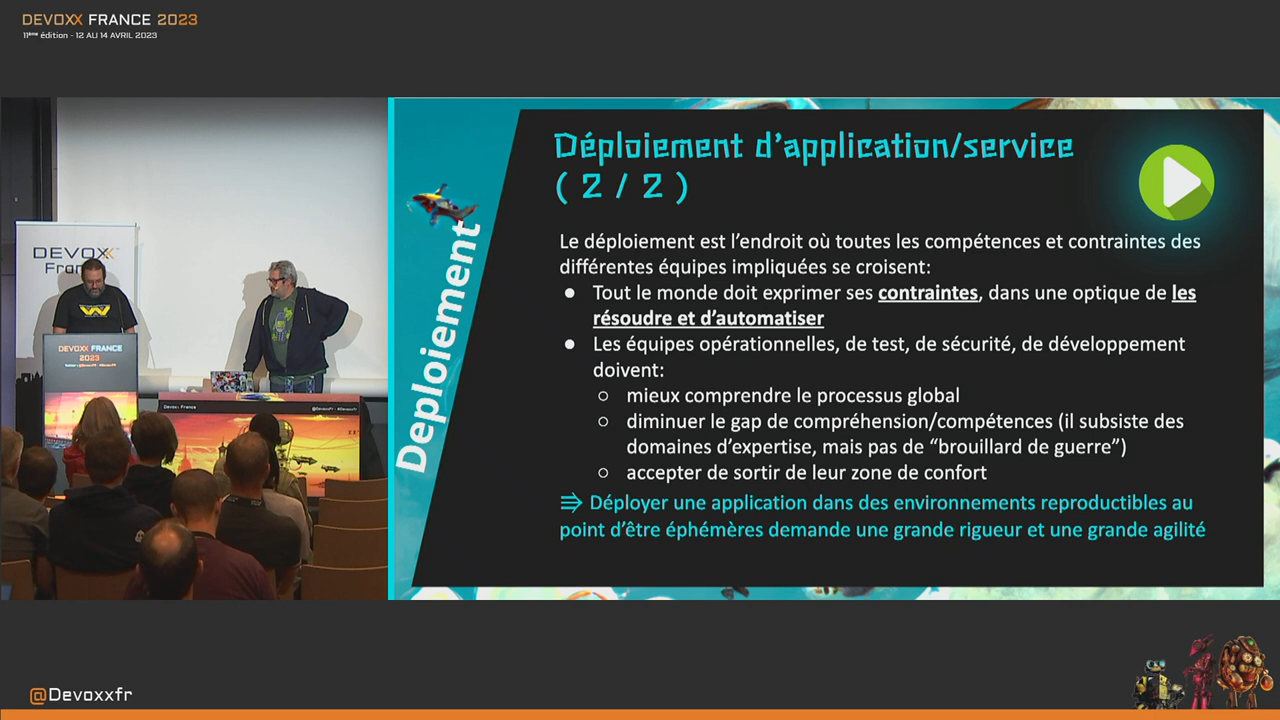 DEVOXX FRANCE 2023
11ème édition - 12 AU 14 AVRIL 2023
DEVOXX
France
DEVOXX FRANCE
2023
Devoxx France
Déploiement
Déploiement d'application/service
( 2 / 2 )
Le déploiement est l'endroit où toutes les compétences et contraintes des
différentes équipes impliquées se croisent:
● Tout le monde doit exprimer ses contraintes, dans une optique de les
résoudre et d'automatiser
● Les équipes opérationnelles, de test, de sécurité, de développement
doivent:
○ mieux comprendre le processus global
○ diminuer le gap de compréhension/compétences (il subsiste des
domaines d'expertise, mais pas de “brouillard de guerre”)
○ accepter de sortir de leur zone de confort
⇒ Déployer une application dans des environnements reproductibles au
point d'être éphémères demande une grande rigueur et une grande agilité
@Devoxxfr